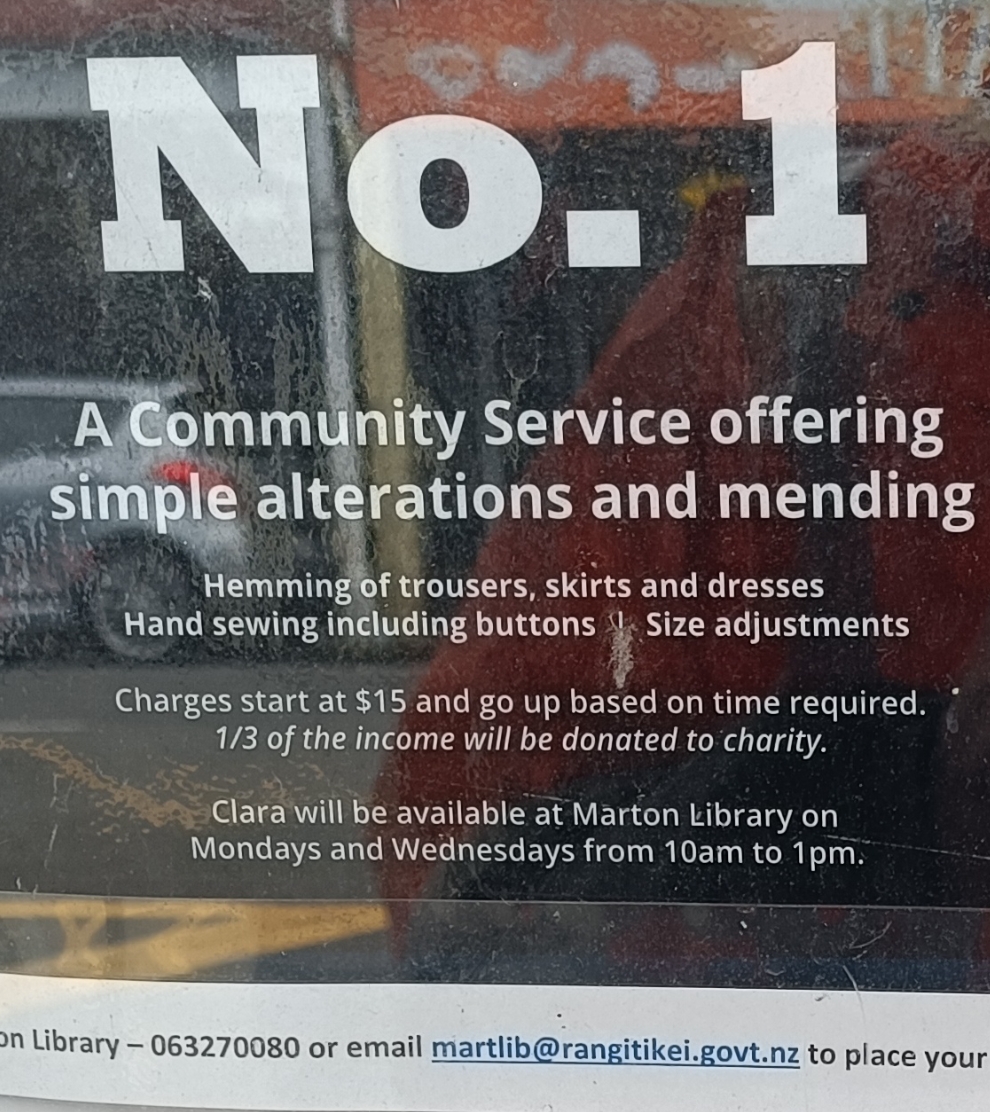 No. 1
A Community Service offering
simple alterations and mending
Hemming of trousers, skirts and dresses
Hand sewing including buttons | Size adjustments
Charges start at $15 and go up based on time required.
1/3 of the income will be donated to charity.
Clara will be available at Marton Library on
Mondays and Wednesdays from 10am to 1pm.
on Library – 063270080 or email martlib@rangitikei.govt.nz to place your